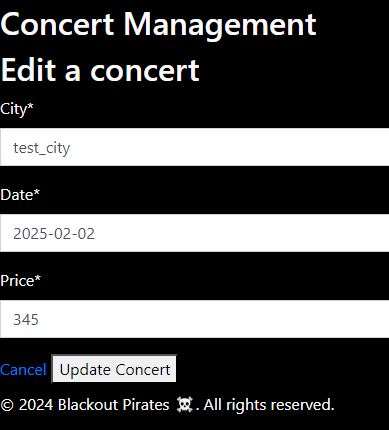 Concert Management
Edit a concert
City*
test_city
Date*
2025-02-02
Price*
345
Cancel Update Concert
© 2024 Blackout Pirates ☠️. All rights reserved.